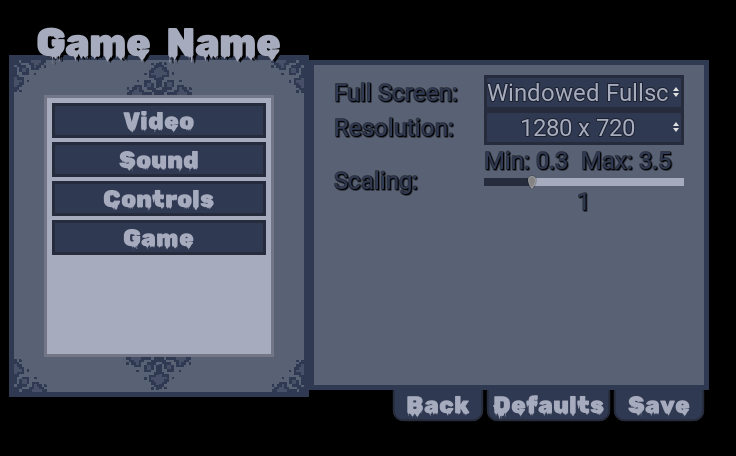 Game Name
Video
Sound
Controls
Game
Full Screen: Windowed Fullsc
Resolution: 1280 x 720
Min: 0.3 Max: 3.5
Scaling:
1
Back Defaults Save